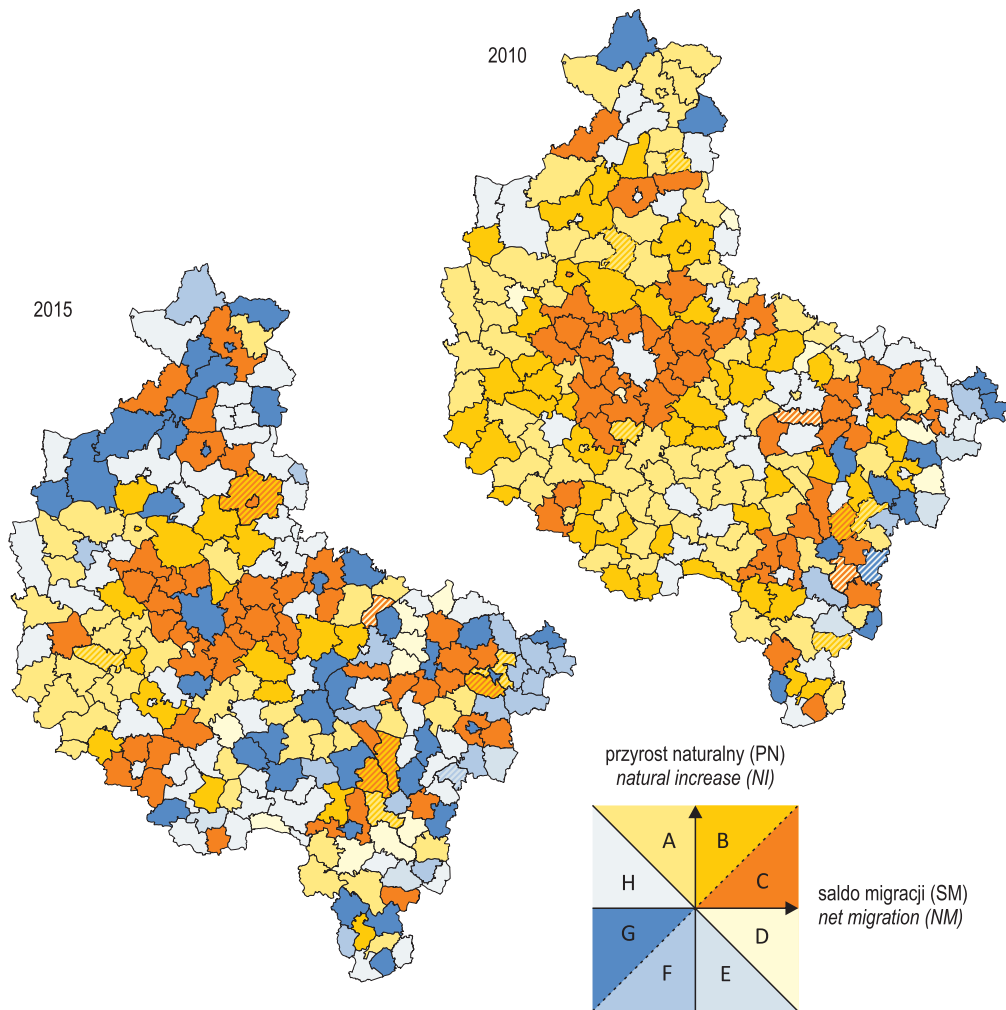 2010
2015
przyrost naturalny (PN)
natural increase (NI)
A
B
H
C
saldo migracji (SM)
net migration (NM)
G
D
F
E